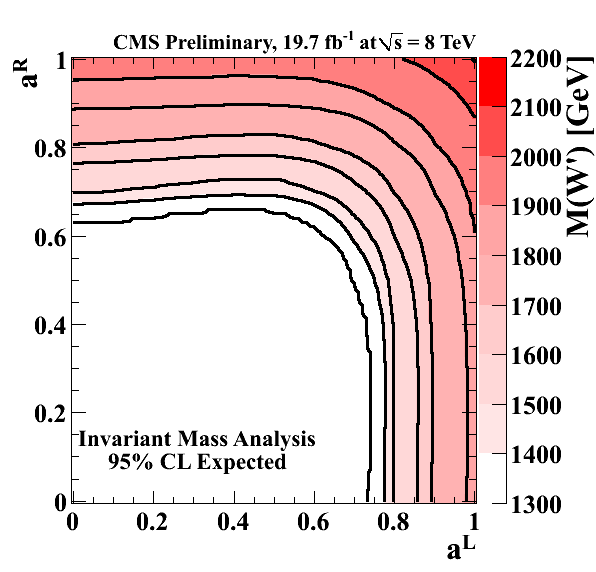 CMS Preliminary, 19.7 fb⁻¹ at √s = 8 TeV
aᴿ
1
0.8
0.6
0.4
0.2
0
Invariant Mass Analysis
95% CL Expected
0 0.2 0.4 0.6 0.8 1
aᴸ
2200
2100
2000
1900
1800
1700
1600
1500
1400
1300
M(W') [GeV]